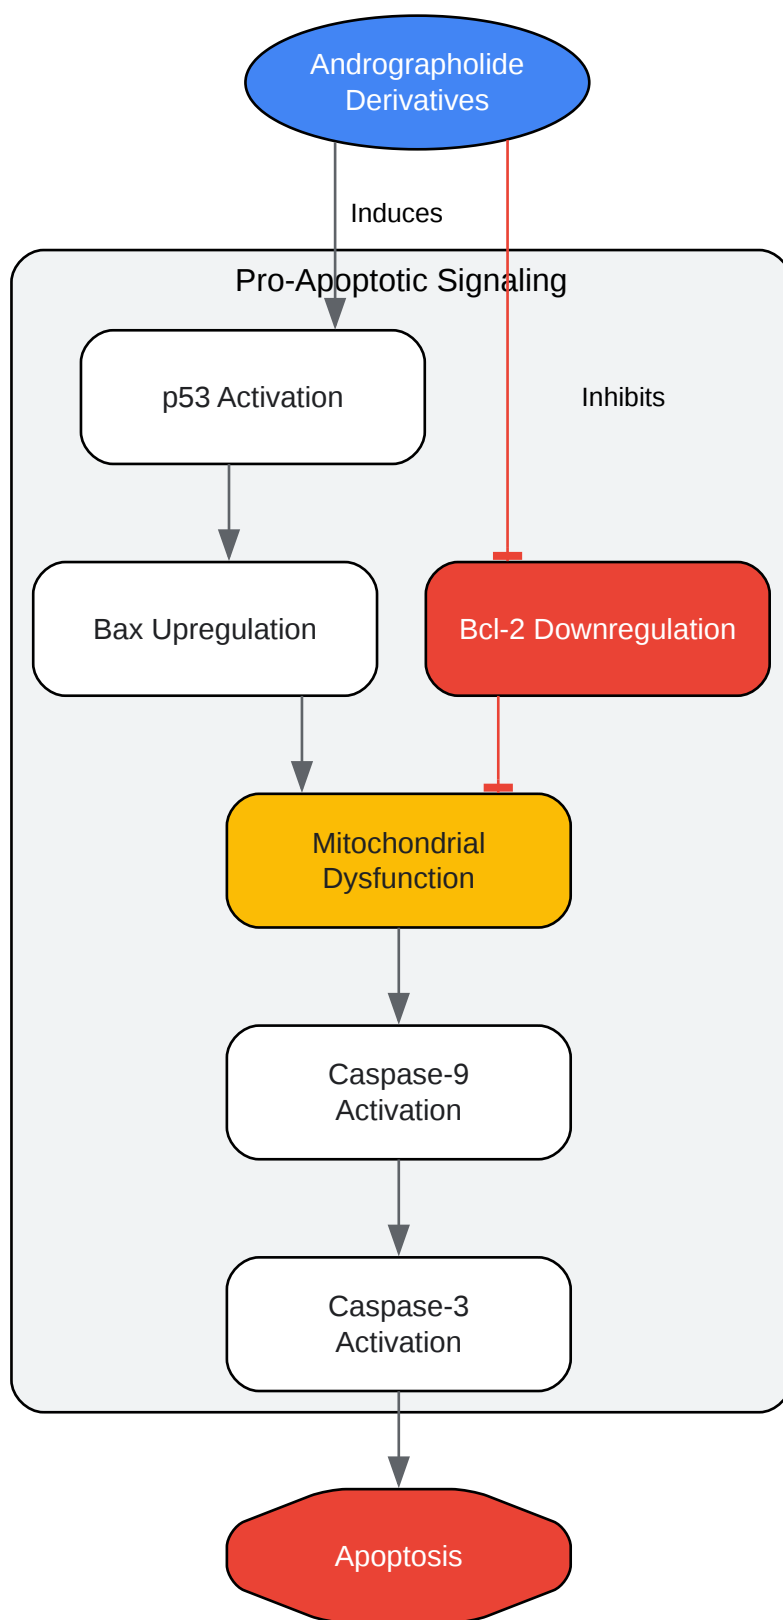 Andrographolide
Derivatives
Induces
Pro-Apoptotic Signaling
p53 Activation
Inhibits
Bax Upregulation
Bcl-2 Downregulation
Mitochondrial
Dysfunction
Caspase-9
Activation
Caspase-3
Activation
Apoptosis